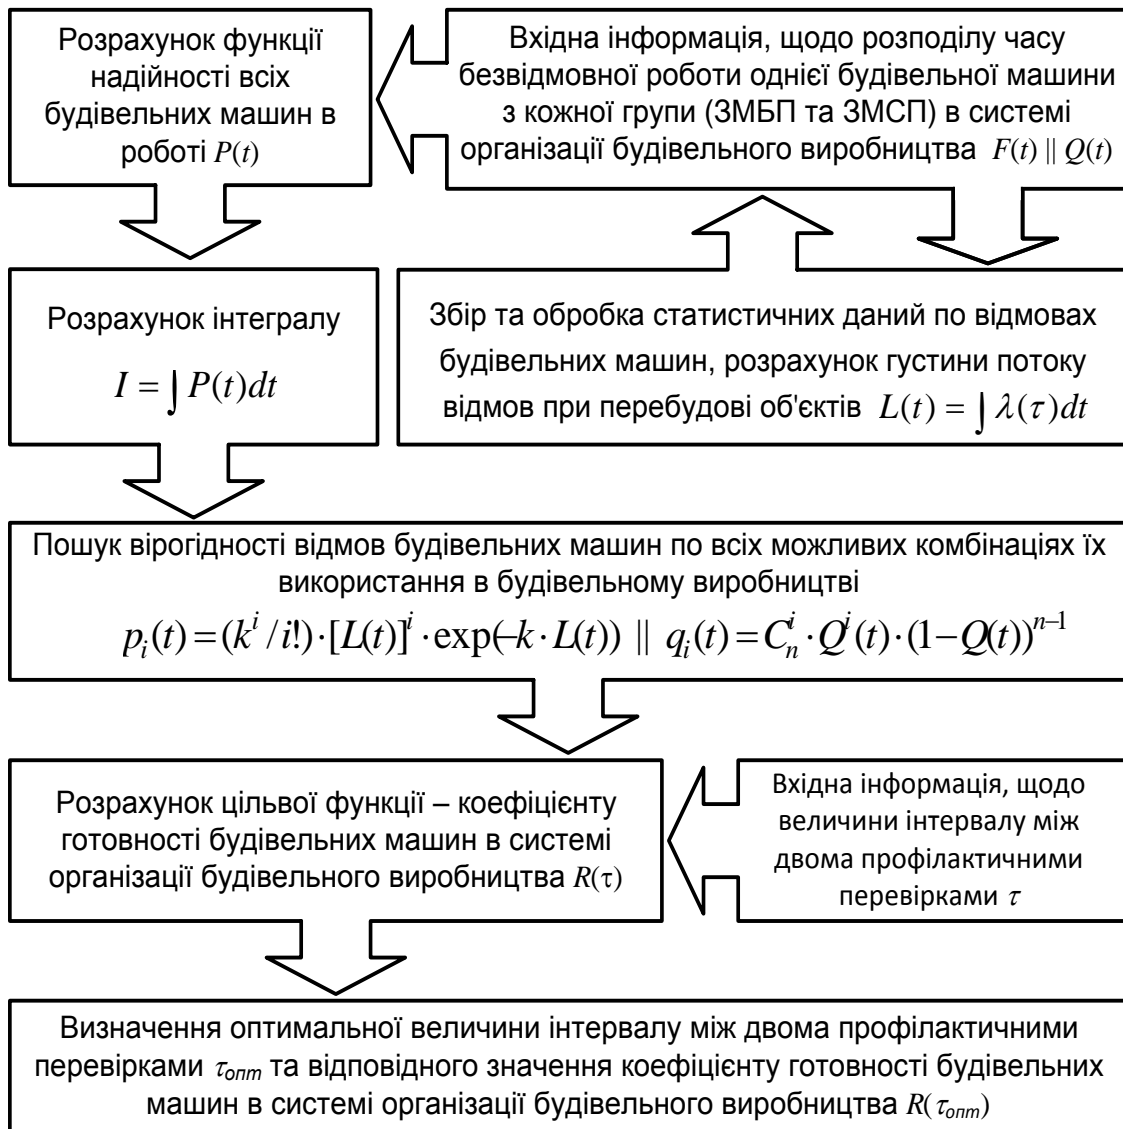 Розрахунок функції
надійності всіх
будівельних машин в
роботі P(t)
Вхідна інформація, щодо розподілу часу
безвідмовної роботи однієї будівельної машини
з кожної групи (ЗМБП та ЗМСП) в системі
організації будівельного виробництва F(t) || Q(t)
Розрахунок інтегралу
I = ∫ P(t)dt
Збір та обробка статистичних даний по відмовах
будівельних машин, розрахунок густини потоку
відмов при перебудові об'єктів L(t) = ∫ λ(τ)dt
Пошук вірогідності відмов будівельних машин по всіх можливих комбінаціях їх
використання в будівельному виробництві
p_i(t) = (k^i / i!) · [L(t)]^i · exp(−k · L(t)) || q_i(t) = C_n^i · Q^i(t) · (1−Q(t))^{n−1}
Розрахунок цільвої функції – коефіцієнту
готовності будівельних машин в системі
організації будівельного виробництва R(τ)
Вхідна інформація, щодо
величини інтервалу між
двома профілактичними
перевірками τ
Визначення оптимальної величини інтервалу між двома профілактичними
перевірками τ_опт та відповідного значення коефіцієнту готовності будівельних
машин в системі організації будівельного виробництва R(τ_опт)